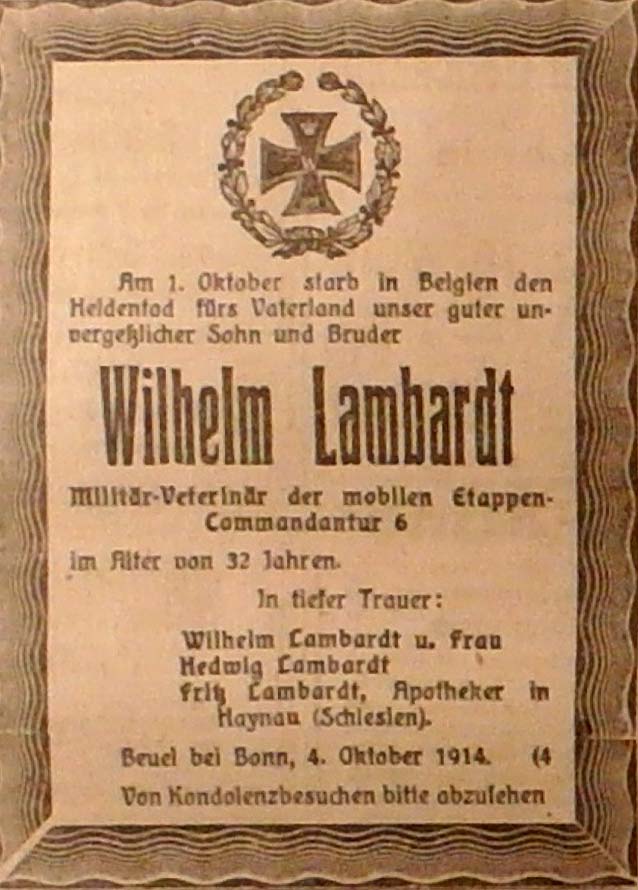 Am 1. Oktober starb in Belgien den
Heldentod fürs Vaterland unser guter un-
vergeßlicher Sohn und Bruder
Wilhelm Lambardt
Militär-Veterinär der mobilen Etappen-
Commandantur 6
im Alter von 32 Jahren.
In tiefer Trauer:
Wilhelm Lambardt u. Frau
Hedwig Lambardt
Fritz Lambardt, Apotheker in
Haynau (Schlesien).
Beuel bei Bonn, 4. Oktober 1914. (4
Von Kondolenzbesuchen bitte abzusehen